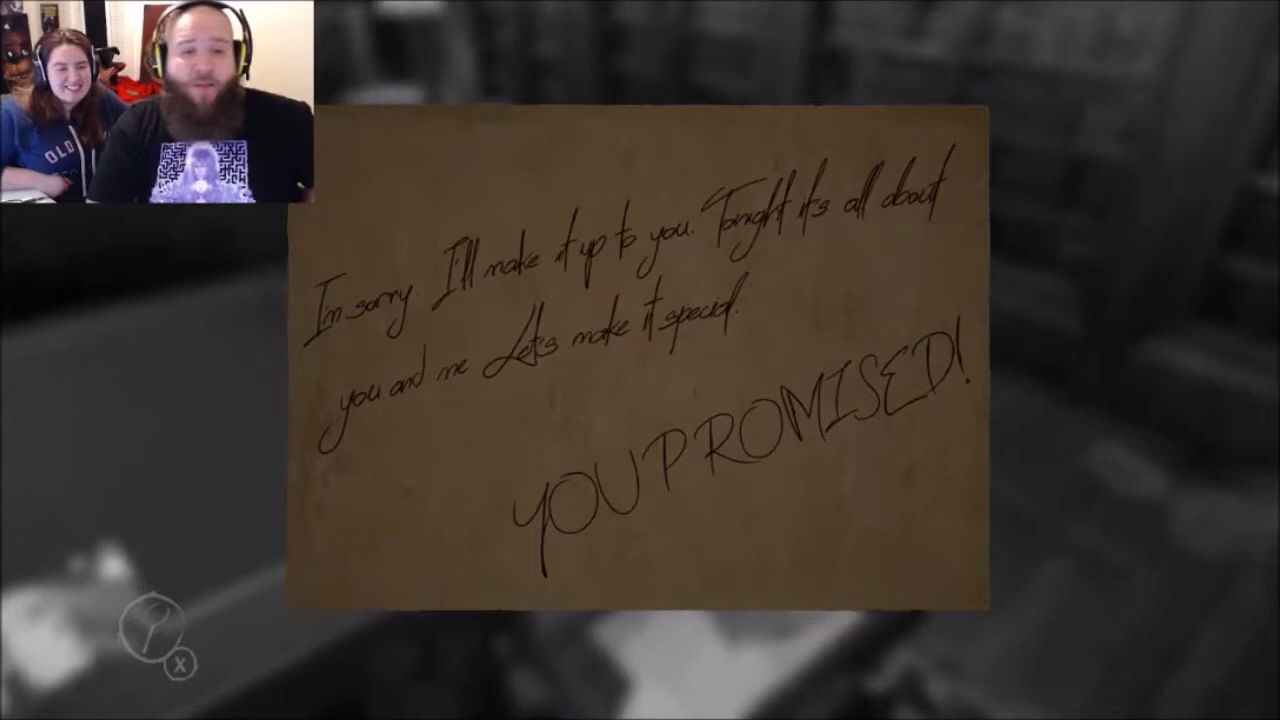 OLD
I'm sorry. I'll make it up to you. Tonight it's all about
you and me Let's make it special.
YOU PROMISED!
X